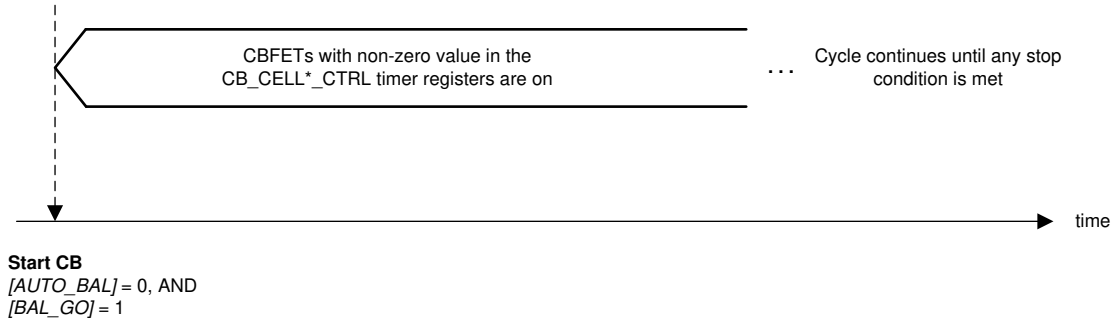 CBFETs with non-zero value in the
CB_CELL*_CTRL timer registers are on
... Cycle continues until any stop
condition is met
time
Start CB
[AUTO_BAL] = 0, AND
[BAL_GO] = 1